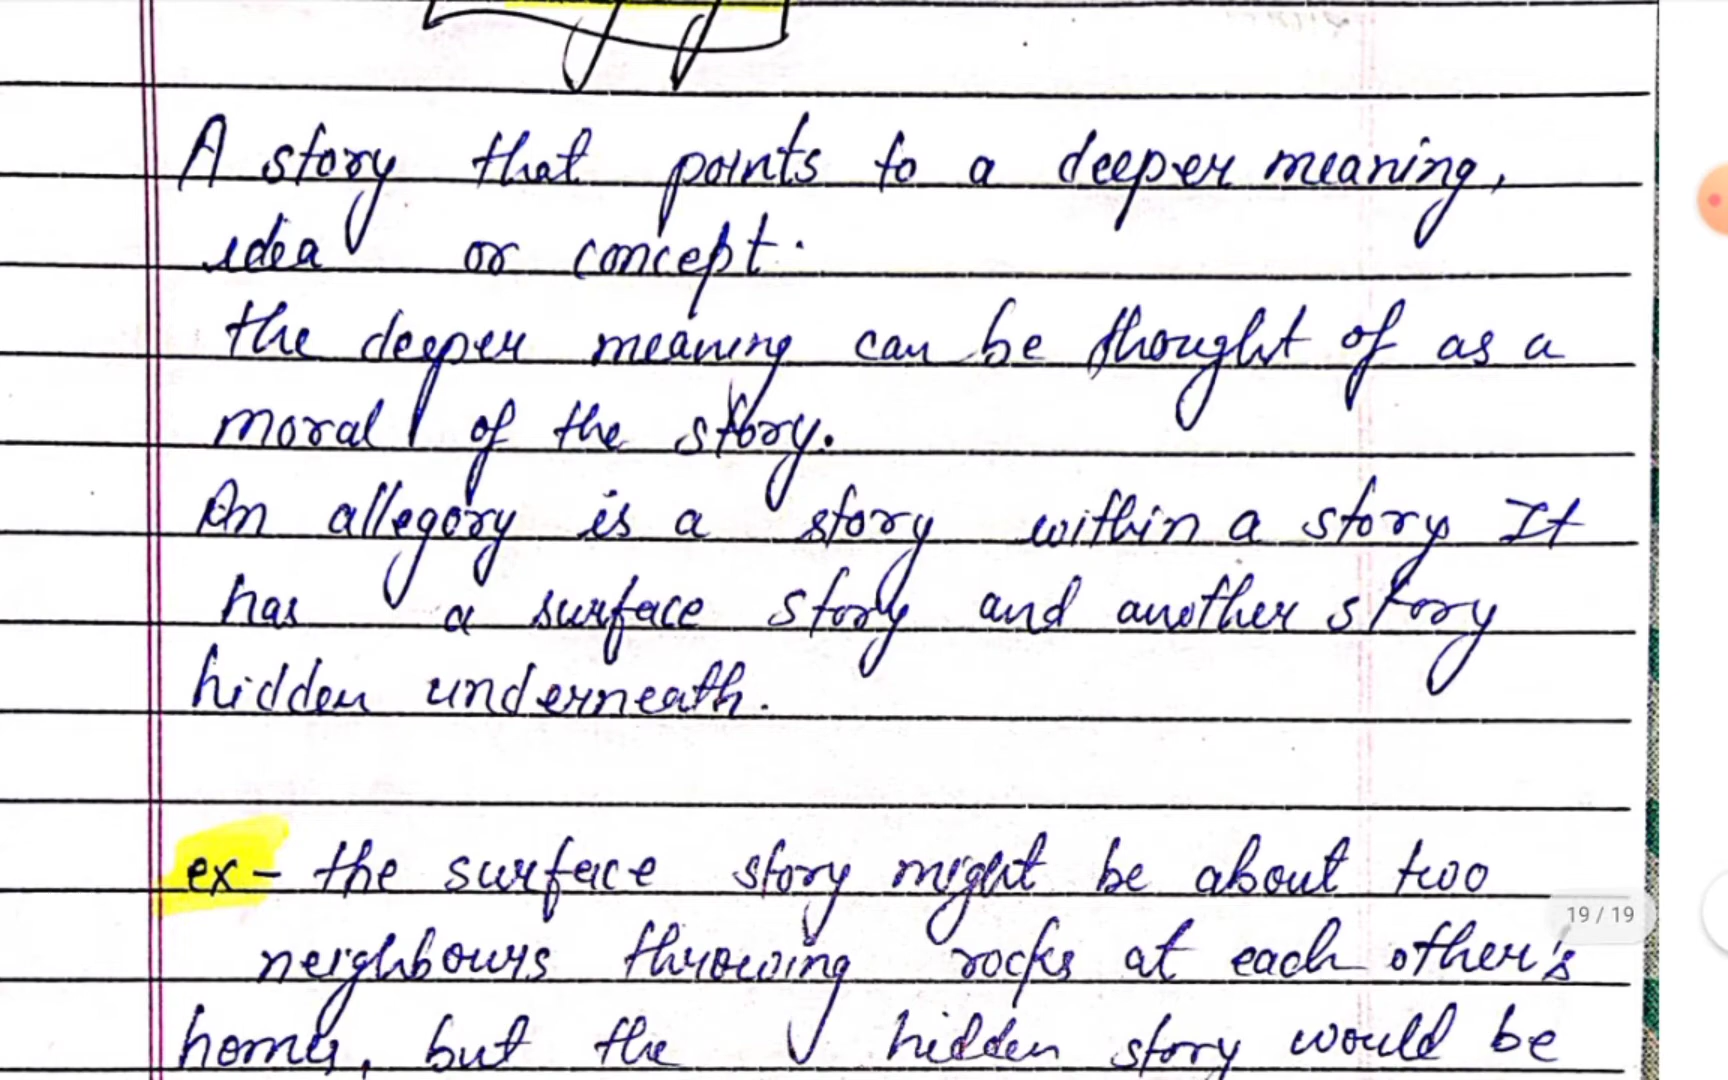 A story that points to a deeper meaning,
idea or concept.
the deeper meaning can be thought of as a
moral of the story.
An allegory is a story within a story It
has a surface story and another story
hidden underneath.
ex- the surface story might be about two
19/19
neighbours throwing rocks at each other's
homes, but the hidden story would be